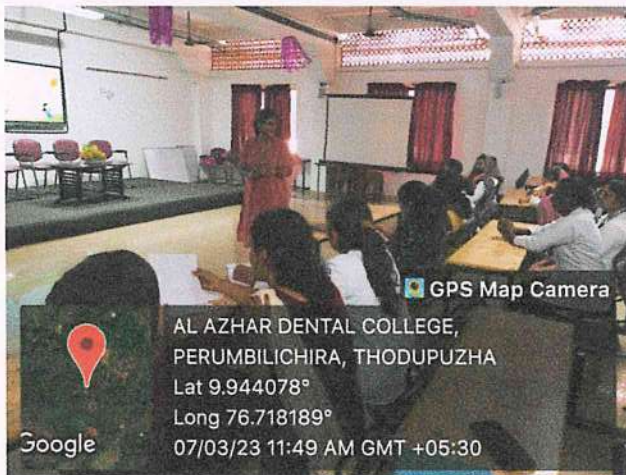 GPS Map Camera
AL AZHAR DENTAL COLLEGE,
PERUMBILICHIRA, THODUPUZHA
Lat 9.944078°
Long 76.718189°
07/03/23 11:49 AM GMT +05:30
Google